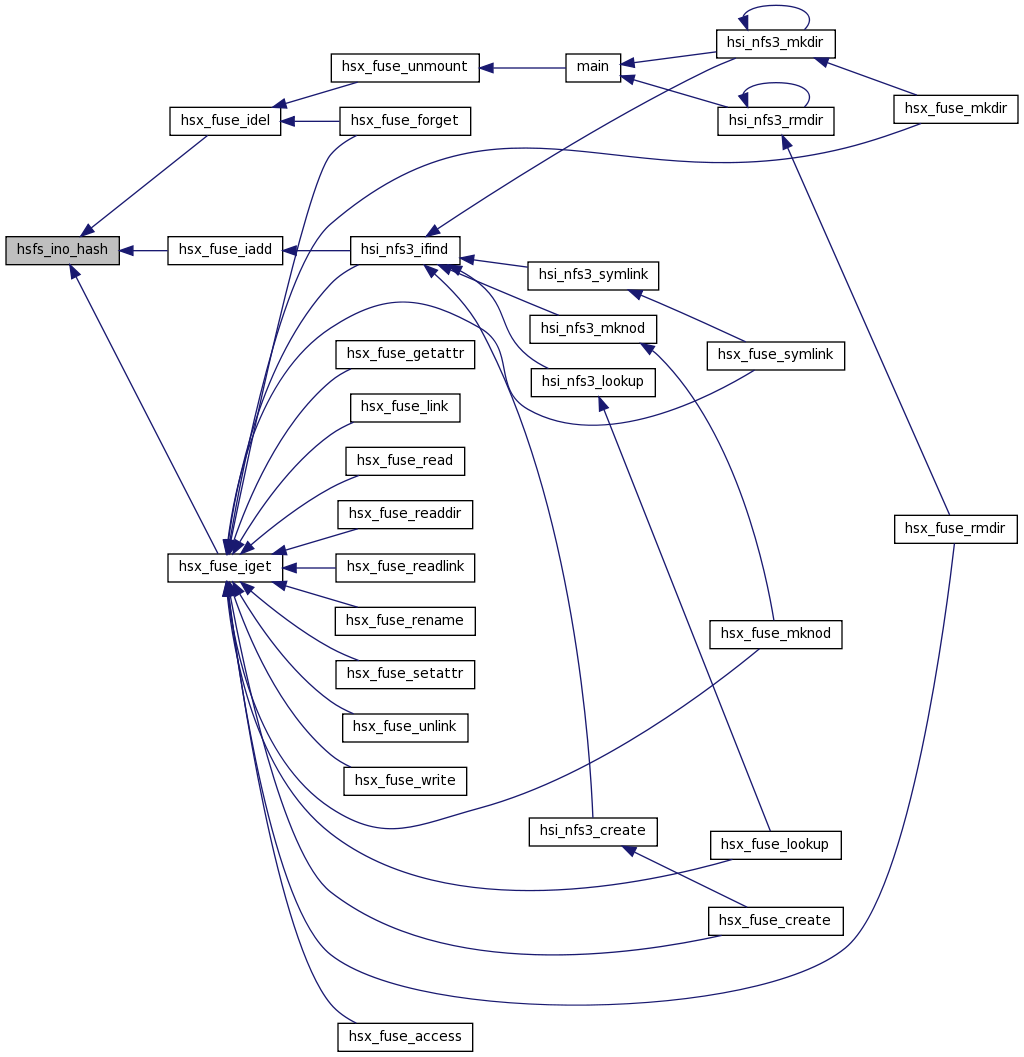 hsi_nfs3_mkdir
hsx_fuse_unmount
main
hsx_fuse_mkdir
hsx_fuse_idel
hsx_fuse_forget
hsi_nfs3_rmdir
hsfs_ino_hash
hsx_fuse_iadd
hsi_nfs3_ifind
hsi_nfs3_symlink
hsi_nfs3_mknod
hsx_fuse_getattr
hsx_fuse_symlink
hsi_nfs3_lookup
hsx_fuse_link
hsx_fuse_read
hsx_fuse_readdir
hsx_fuse_rmdir
hsx_fuse_iget
hsx_fuse_readlink
hsx_fuse_rename
hsx_fuse_mknod
hsx_fuse_setattr
hsx_fuse_unlink
hsx_fuse_write
hsi_nfs3_create
hsx_fuse_lookup
hsx_fuse_create
hsx_fuse_access